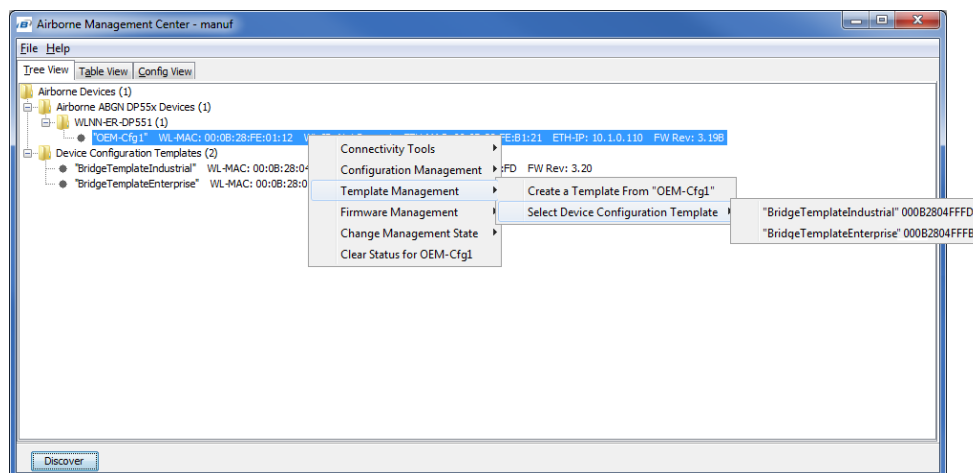 Airborne Management Center - manuf
File Help
Tree View Table View Config View
Airborne Devices (1)
Airborne ABGN DP55x Devices (1)
WLNN-ER-DP551 (1)
"OEM-Cfg1" WL-MAC: 00:0B:28:FE:01:12 FE:B1:21 ETH-IP: 10.1.0.110 FW Rev: 3.19B
Device Configuration Templates (2)
"BridgeTemplateIndustrial" WL-MAC: 00:0B:28:04 :FD FW Rev: 3.20
"BridgeTemplateEnterprise" WL-MAC: 00:0B:28:0
Connectivity Tools
Configuration Management
Template Management
Firmware Management
Change Management State
Clear Status for OEM-Cfg1
Create a Template From "OEM-Cfg1"
Select Device Configuration Template
"BridgeTemplateIndustrial" 000B2804FFFD
"BridgeTemplateEnterprise" 000B2804FFFB
Discover